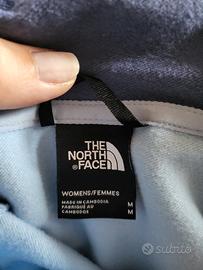 THE
NORTH
FACE
WOMENS/FEMMES
MADE IN CAMBODIA M
FABRIQUÉ AU
CAMBODGE M
subito